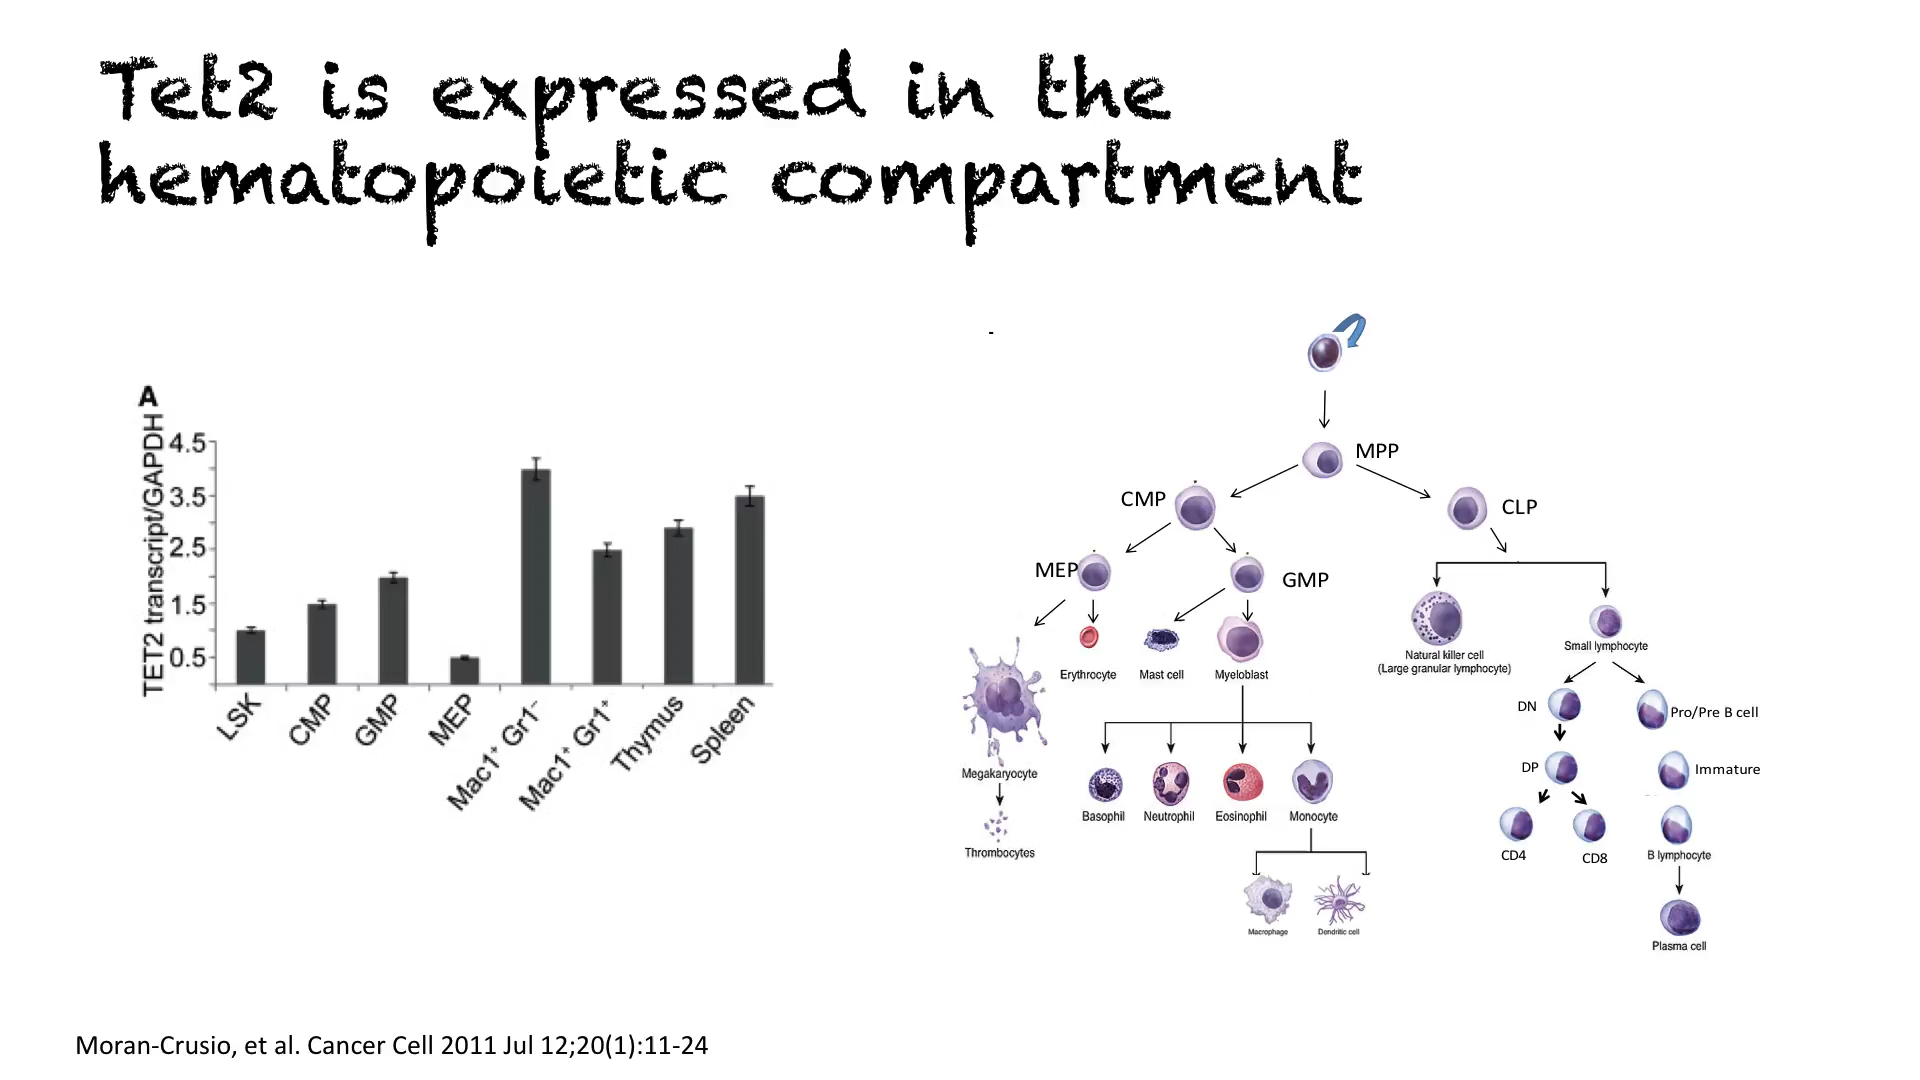 Tet2 is expressed in the
hematopoietic compartment
A
TET2 transcript/GAPDH
4.5
3.5
2.5
1.5
0.5
LSK
CMP
GMP
MEP
Mac1⁺ Gr1⁻
Mac1⁺ Gr1⁺
Thymus
Spleen
MPP
CMP
CLP
MEP
GMP
Erythrocyte
Mast cell
Myeloblast
Natural killer cell
(Large granular lymphocyte)
Small lymphocyte
DN
Pro/Pre B cell
Megakaryocyte
DP
Immature
Basophil
Neutrophil
Eosinophil
Monocyte
Thrombocytes
CD4
CD8
B lymphocyte
Macrophage
Dendritic cell
Plasma cell
Moran-Crusio, et al. Cancer Cell 2011 Jul 12;20(1):11-24